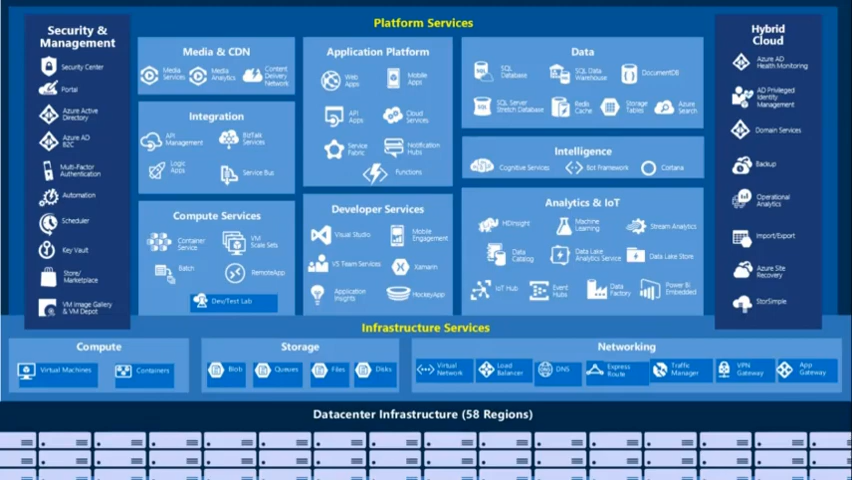 Platform Services
Security &
Management
Security Center
Portal
Azure Active
Directory
Azure AD
B2C
Multi-Factor
Authentication
Automation
Scheduler
Key Vault
Store/
Marketplace
VM Image Gallery
& VM Depot
Media & CDN
Media
Services
Media
Analytics
Content
Delivery
Network
Integration
API
Management
BizTalk
Services
Logic
Apps
Service Bus
Compute Services
Container
Service
VM
Scale Sets
Batch
RemoteApp
Dev/Test Lab
Application Platform
Web
Apps
Mobile
Apps
API
Apps
Cloud
Services
Service
Fabric
Notification
Hubs
Functions
Developer Services
Visual Studio
Mobile
Engagement
VS Team Services
Xamarin
Application
Insights
HockeyApp
Data
SQL
Database
SQL Data
Warehouse
DocumentDB
SQL Server
Stretch Database
Redis
Cache
Storage
Tables
Azure
Search
Intelligence
Cognitive Services
Bot Framework
Cortana
Analytics & IoT
HDInsight
Machine
Learning
Stream Analytics
Data
Catalog
Data Lake
Analytics Service
Data Lake Store
IoT Hub
Event
Hubs
Data
Factory
Power BI
Embedded
Hybrid
Cloud
Azure AD
Health Monitoring
AD Privileged
Identity
Management
Domain Services
Backup
Operational
Analytics
Import/Export
Azure Site
Recovery
StorSimple
Infrastructure Services
Compute
Virtual Machines
Containers
Storage
Blob
Queues
Files
Disks
Networking
Virtual
Network
Load
Balancer
DNS
Express
Route
Traffic
Manager
VPN
Gateway
App
Gateway
Datacenter Infrastructure (58 Regions)